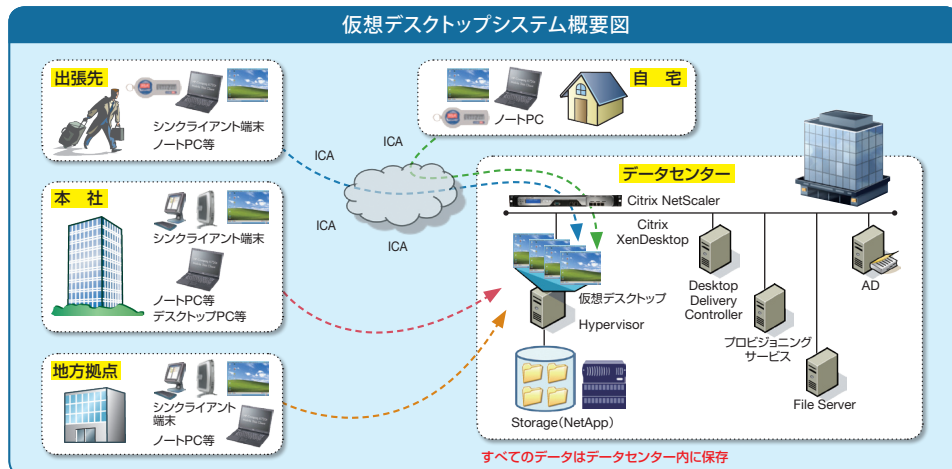 仮想デスクトップシステム概要図
出張先
シンクライアント端末
ノートPC等
自 宅
ノートPC
本 社
シンクライアント端末
ノートPC等
デスクトップPC等
地方拠点
シンクライアント
端末
ノートPC等
ICA
ICA
ICA
ICA
データセンター
Citrix NetScaler
Citrix
XenDesktop
仮想デスクトップ
Hypervisor
Desktop
Delivery
Controller
プロビジョニング
サービス
AD
File Server
Storage(NetApp)
すべてのデータはデータセンター内に保存